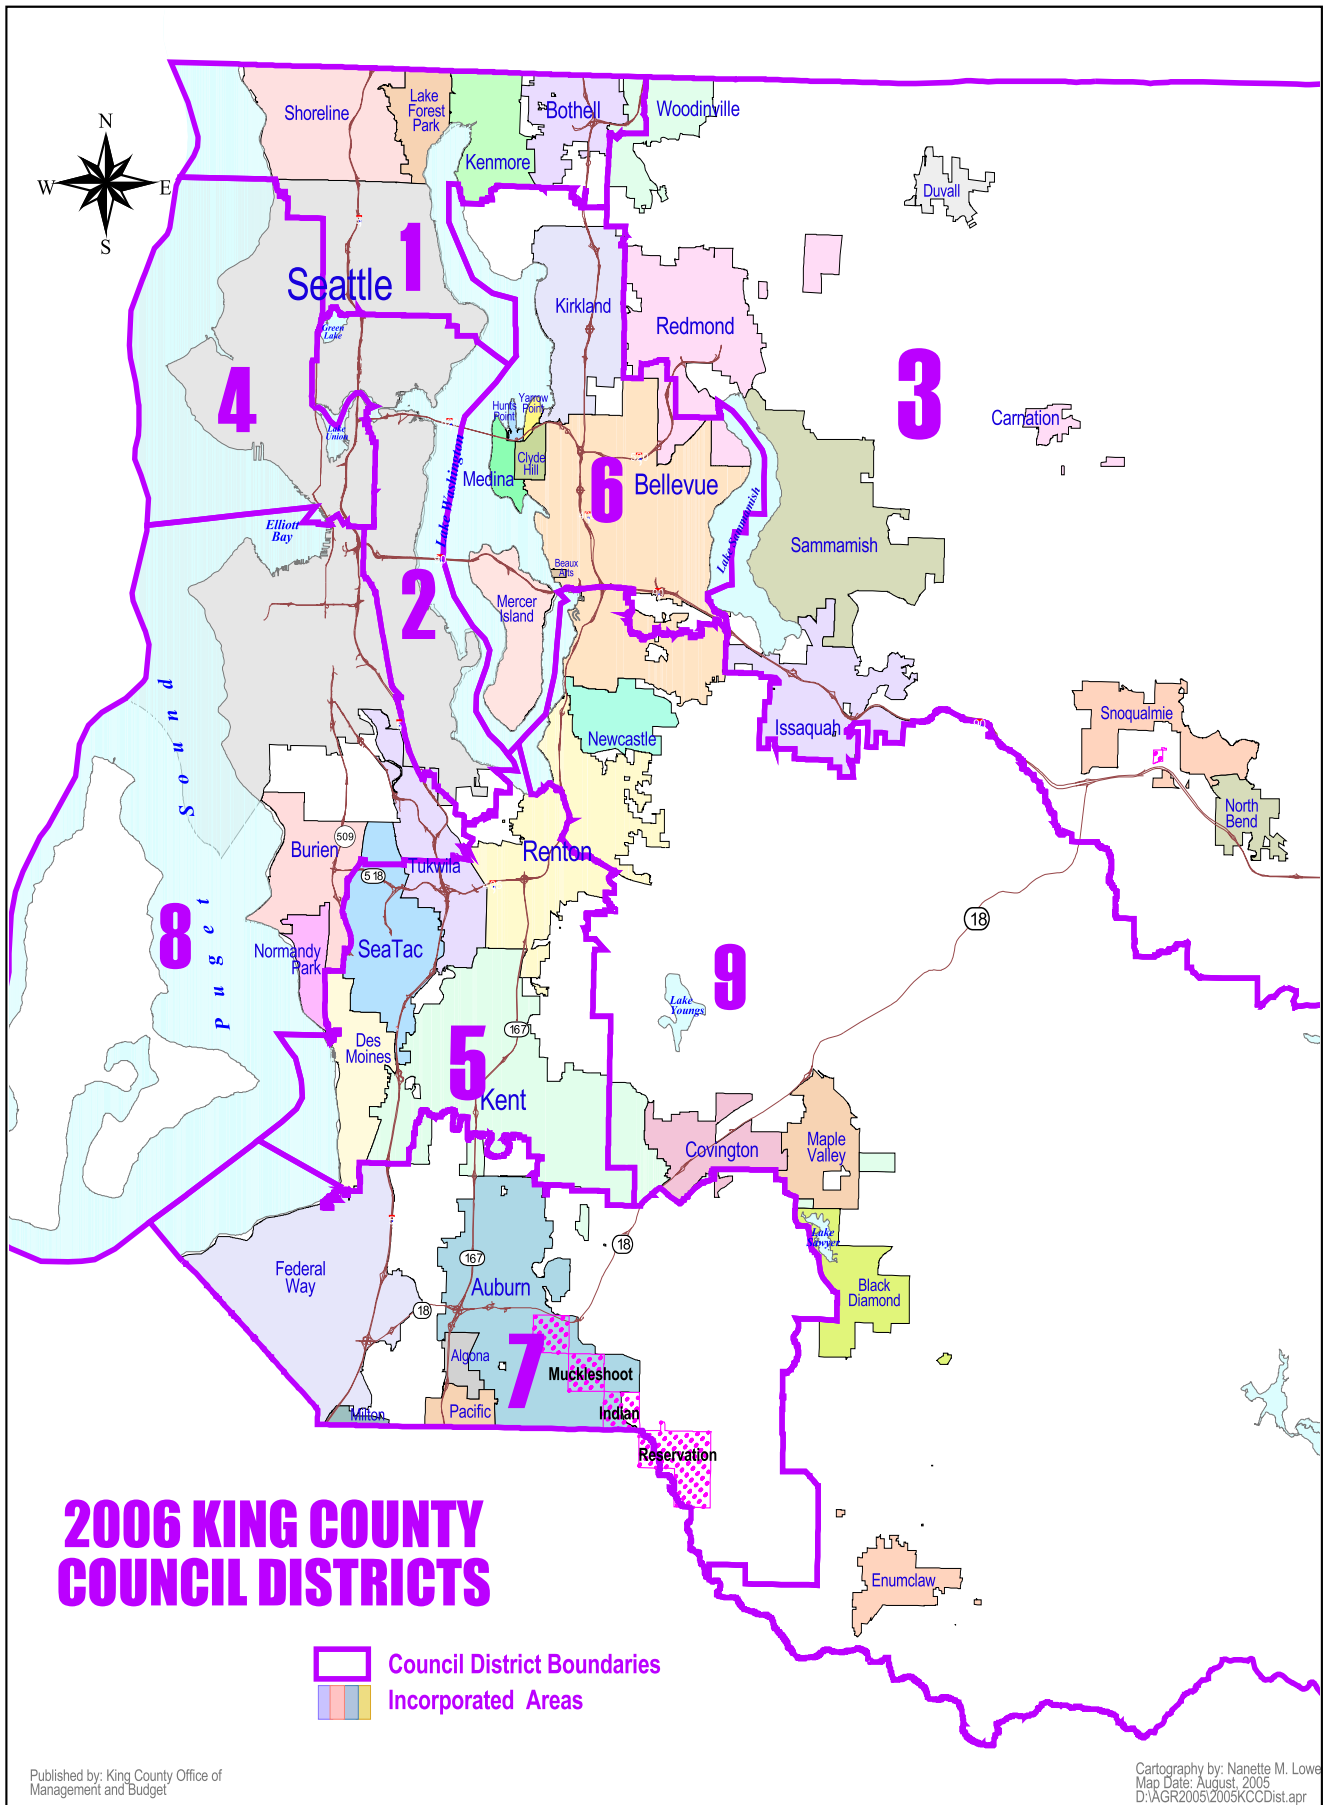 N
W
E
S
Shoreline
Lake
Forest
Park
Kenmore
Bothell
Woodinville
Duvall
1
Seattle
Green
Lake
Kirkland
Redmond
3
4
Carnation
Hunts
Point
Yarrow
Point
Lake
Union
Clyde
Hill
Medina
6
Bellevue
Lake Washington
Lake Sammamish
Elliott
Bay
Sammamish
Beaux
Arts
90
2
Mercer
Island
Puget Sound
Newcastle
Issaquah
90
Snoqualmie
North
Bend
Burien
509
Renton
Tukwila
518
8
Normandy
Park
SeaTac
18
9
Lake
Youngs
167
Des
Moines
5
Kent
Covington
Maple
Valley
Lake
Sawyer
18
167
Federal
Way
Auburn
Black
Diamond
18
7
Algona
Muckleshoot
Milton
Pacific
Indian
Reservation
2006 KING COUNTY
COUNCIL DISTRICTS
Enumclaw
Council District Boundaries
Incorporated Areas
Published by: King County Office of
Management and Budget
Cartography by: Nanette M. Lowe
Map Date: August, 2005
D:\AGR2005\2005KCCDist.apr